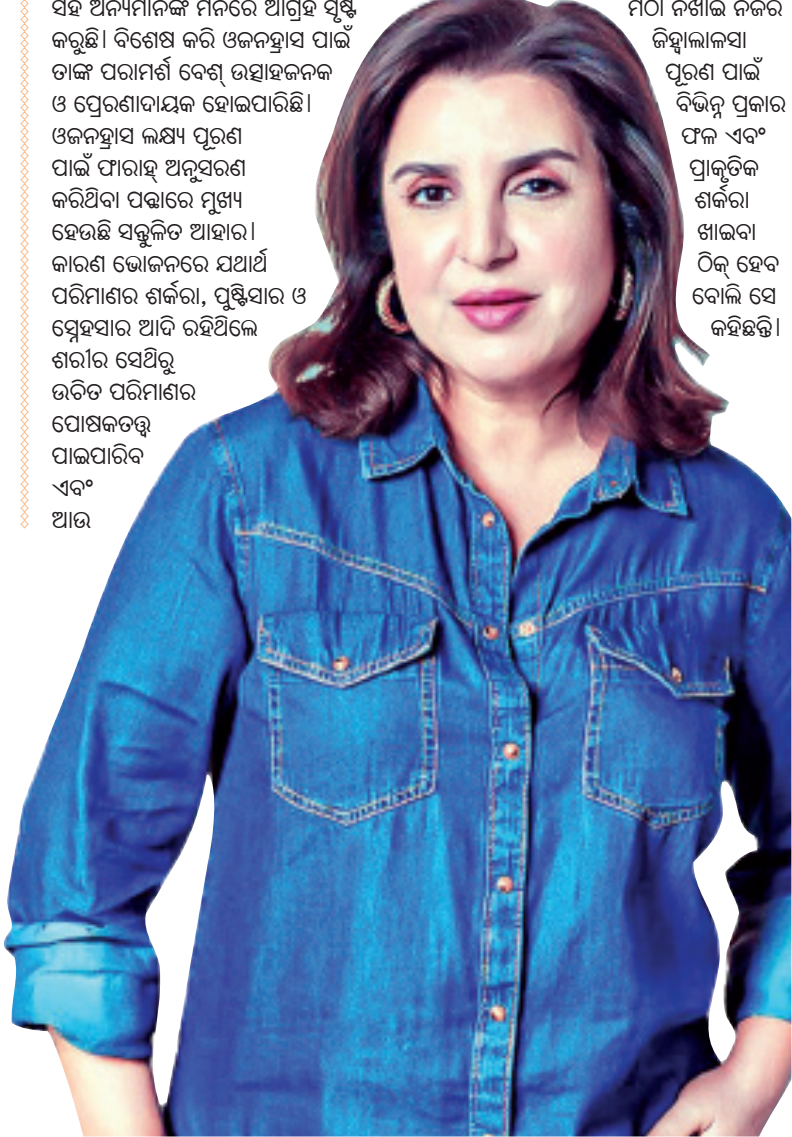 ସହ ଅନ୍ୟମାନଙ୍କ ମନରେ ଆଗ୍ରହ ସୃଷ୍ଟି
କରୁଛି। ବିଶେଷ କରି ଓଜନହ୍ରାସ ପାଇଁ
ତାଙ୍କ ପରାମର୍ଶ ବେଶ୍ ଉତ୍ସାହଜନକ
ଓ ପ୍ରେରଣାଦାୟକ ହୋଇପାରିଛି।
ଓଜନହ୍ରାସ ଲକ୍ଷ୍ୟ ପୂରଣ
ପାଇଁ ଫାରାହ୍ ଅନୁସରଣ
କରିଥିବା ପନ୍ଥାରେ ମୁଖ୍ୟ
ହେଉଛି ସନ୍ତୁଳିତ ଆହାର।
କାରଣ ଭୋଜନରେ ଯଥାର୍ଥ
ପରିମାଣର ଶର୍କରା, ପୁଷ୍ଟିସାର ଓ
ସ୍ନେହସାର ଆଦି ରହିଥିଲେ
ଶରୀର ସେଥିରୁ
ଉଚିତ ପରିମାଣର
ପୋଷକତତ୍ତ୍ୱ
ପାଇପାରିବ
ଏବଂ
ଆଉ
ମିଠା ନଖାଇ ନିଜର
ଜିହ୍ୱାଲାଳସା
ପୂରଣ ପାଇଁ
ବିଭିନ୍ନ ପ୍ରକାର
ଫଳ ଏବଂ
ପ୍ରାକୃତିକ
ଶର୍କରା
ଖାଇବା
ଠିକ୍ ହେବ
ବୋଲି ସେ
କହିଛନ୍ତି।